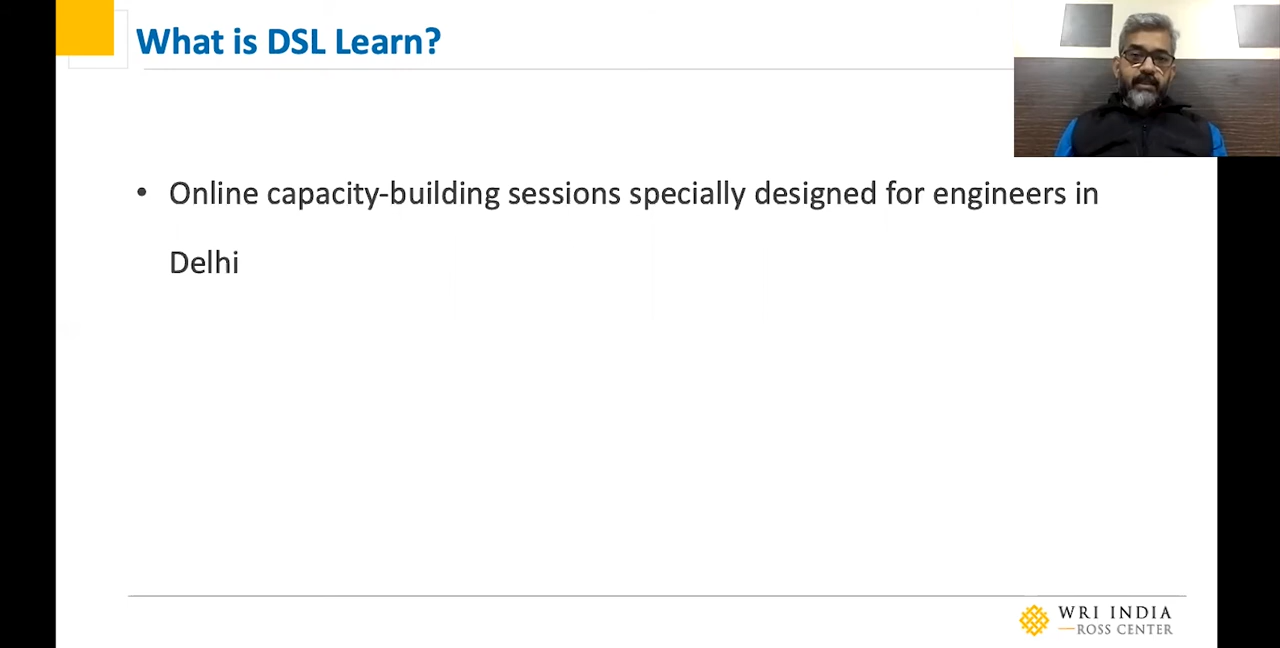 What is DSL Learn?
• Online capacity-building sessions specially designed for engineers in
Delhi
WRI INDIA
ROSS CENTER